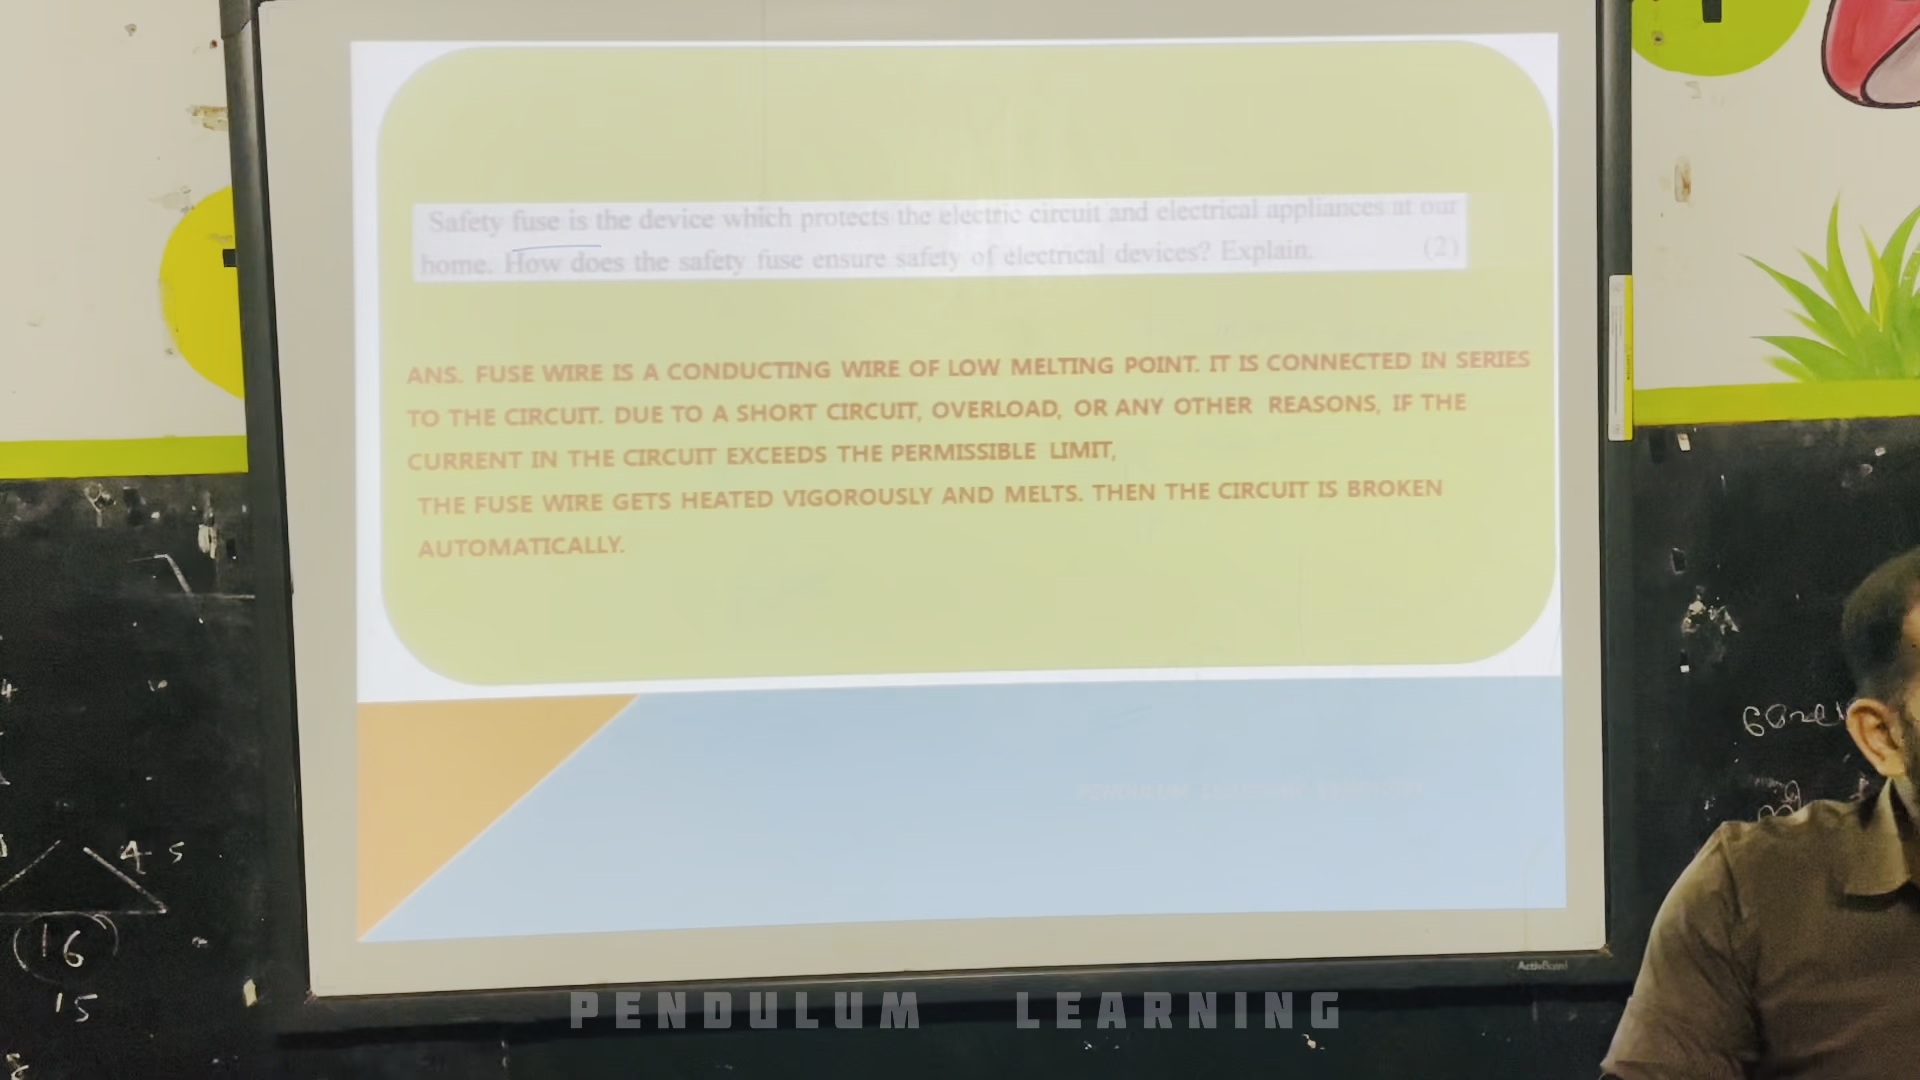 Safety fuse is the device which protects the electric circuit and electrical appliances at our
home. How does the safety fuse ensure safety of electrical devices? Explain. (2)
ANS. FUSE WIRE IS A CONDUCTING WIRE OF LOW MELTING POINT. IT IS CONNECTED IN SERIES
TO THE CIRCUIT. DUE TO A SHORT CIRCUIT, OVERLOAD, OR ANY OTHER REASONS, IF THE
CURRENT IN THE CIRCUIT EXCEEDS THE PERMISSIBLE LIMIT,
THE FUSE WIRE GETS HEATED VIGOROUSLY AND MELTS. THEN THE CIRCUIT IS BROKEN
AUTOMATICALLY.
45
16
15
ActivBoard
PENDULUM LEARNING